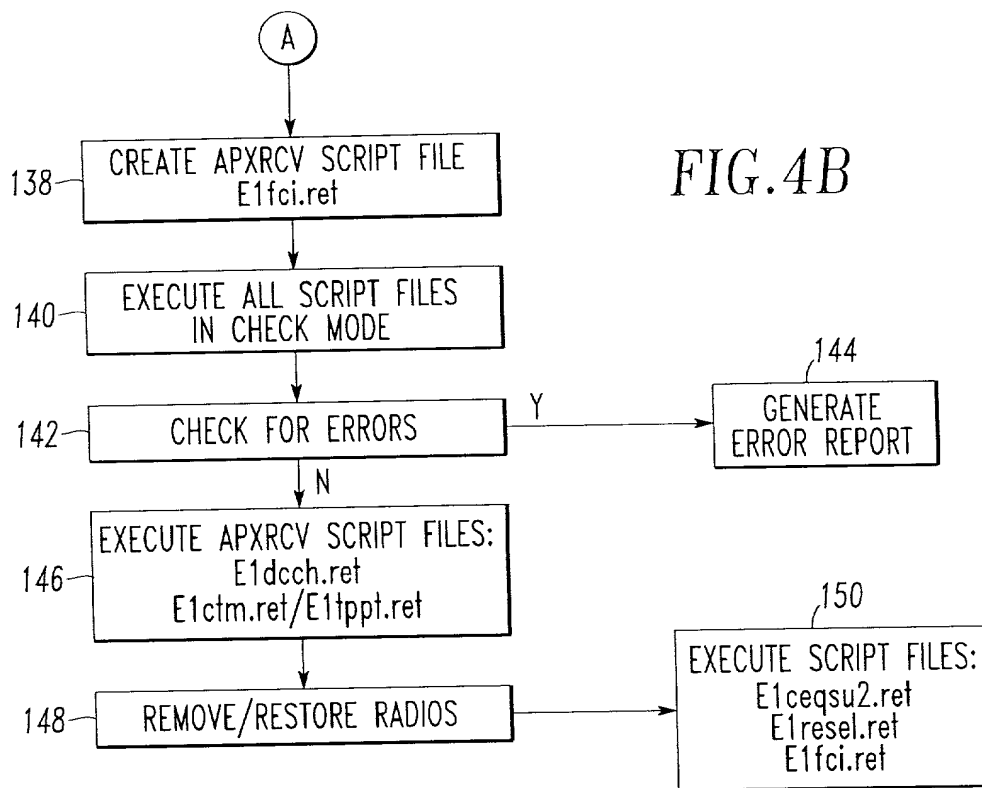 A
138
CREATE APXRCV SCRIPT FILE
E1fci.ret
FIG.4B
140
EXECUTE ALL SCRIPT FILES
IN CHECK MODE
142
CHECK FOR ERRORS
Y
144
GENERATE
ERROR REPORT
N
146
EXECUTE APXRCV SCRIPT FILES:
E1dcch.ret
E1ctm.ret/E1tppt.ret
148
REMOVE/RESTORE RADIOS
150
EXECUTE SCRIPT FILES:
E1ceqsu2.ret
E1resel.ret
E1fci.ret